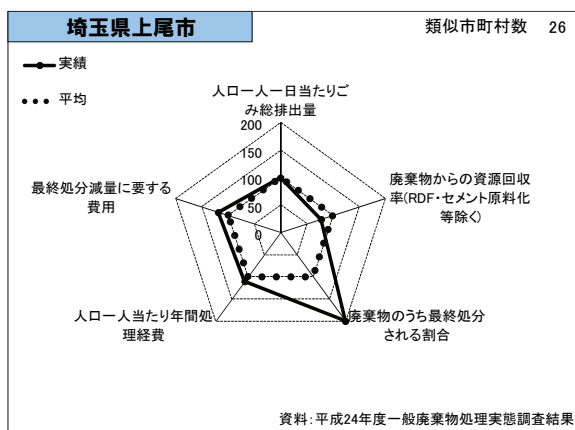 埼玉県上尾市
類似市町村数 26
実績
平均
人口一人一日当たりご
み総排出量
200
150
100
50
0
廃棄物からの資源回収
率(RDF・セメント原料化
等除く)
廃棄物のうち最終処分
される割合
人口一人当たり年間処
理経費
最終処分減量に要する
費用
資料:平成24年度一般廃棄物処理実態調査結果